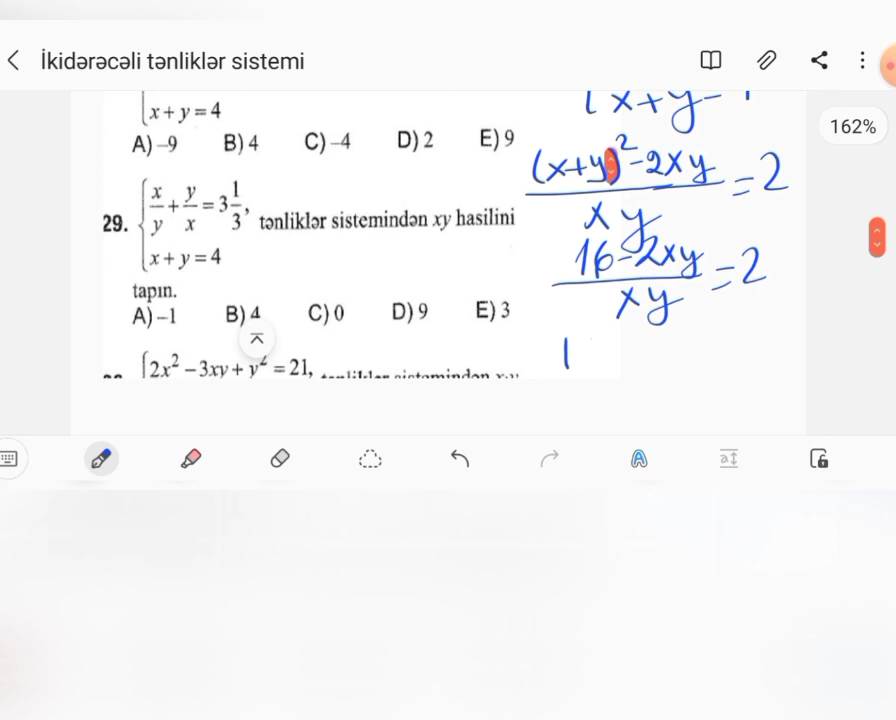 İkidərəcəli tənliklər sistemi
x+y=4
A) –9 B) 4 C) –4 D) 2 E) 9
162%
(x+y)²-2xy / xy = 2
29. { x/y + y/x = 3 1/3, tənliklər sistemindən xy hasilini
x+y=4
16-2xy / xy = 2
tapın.
A) –1 B) 4 C) 0 D) 9 E) 3
1
2x² – 3xy + y² = 21,